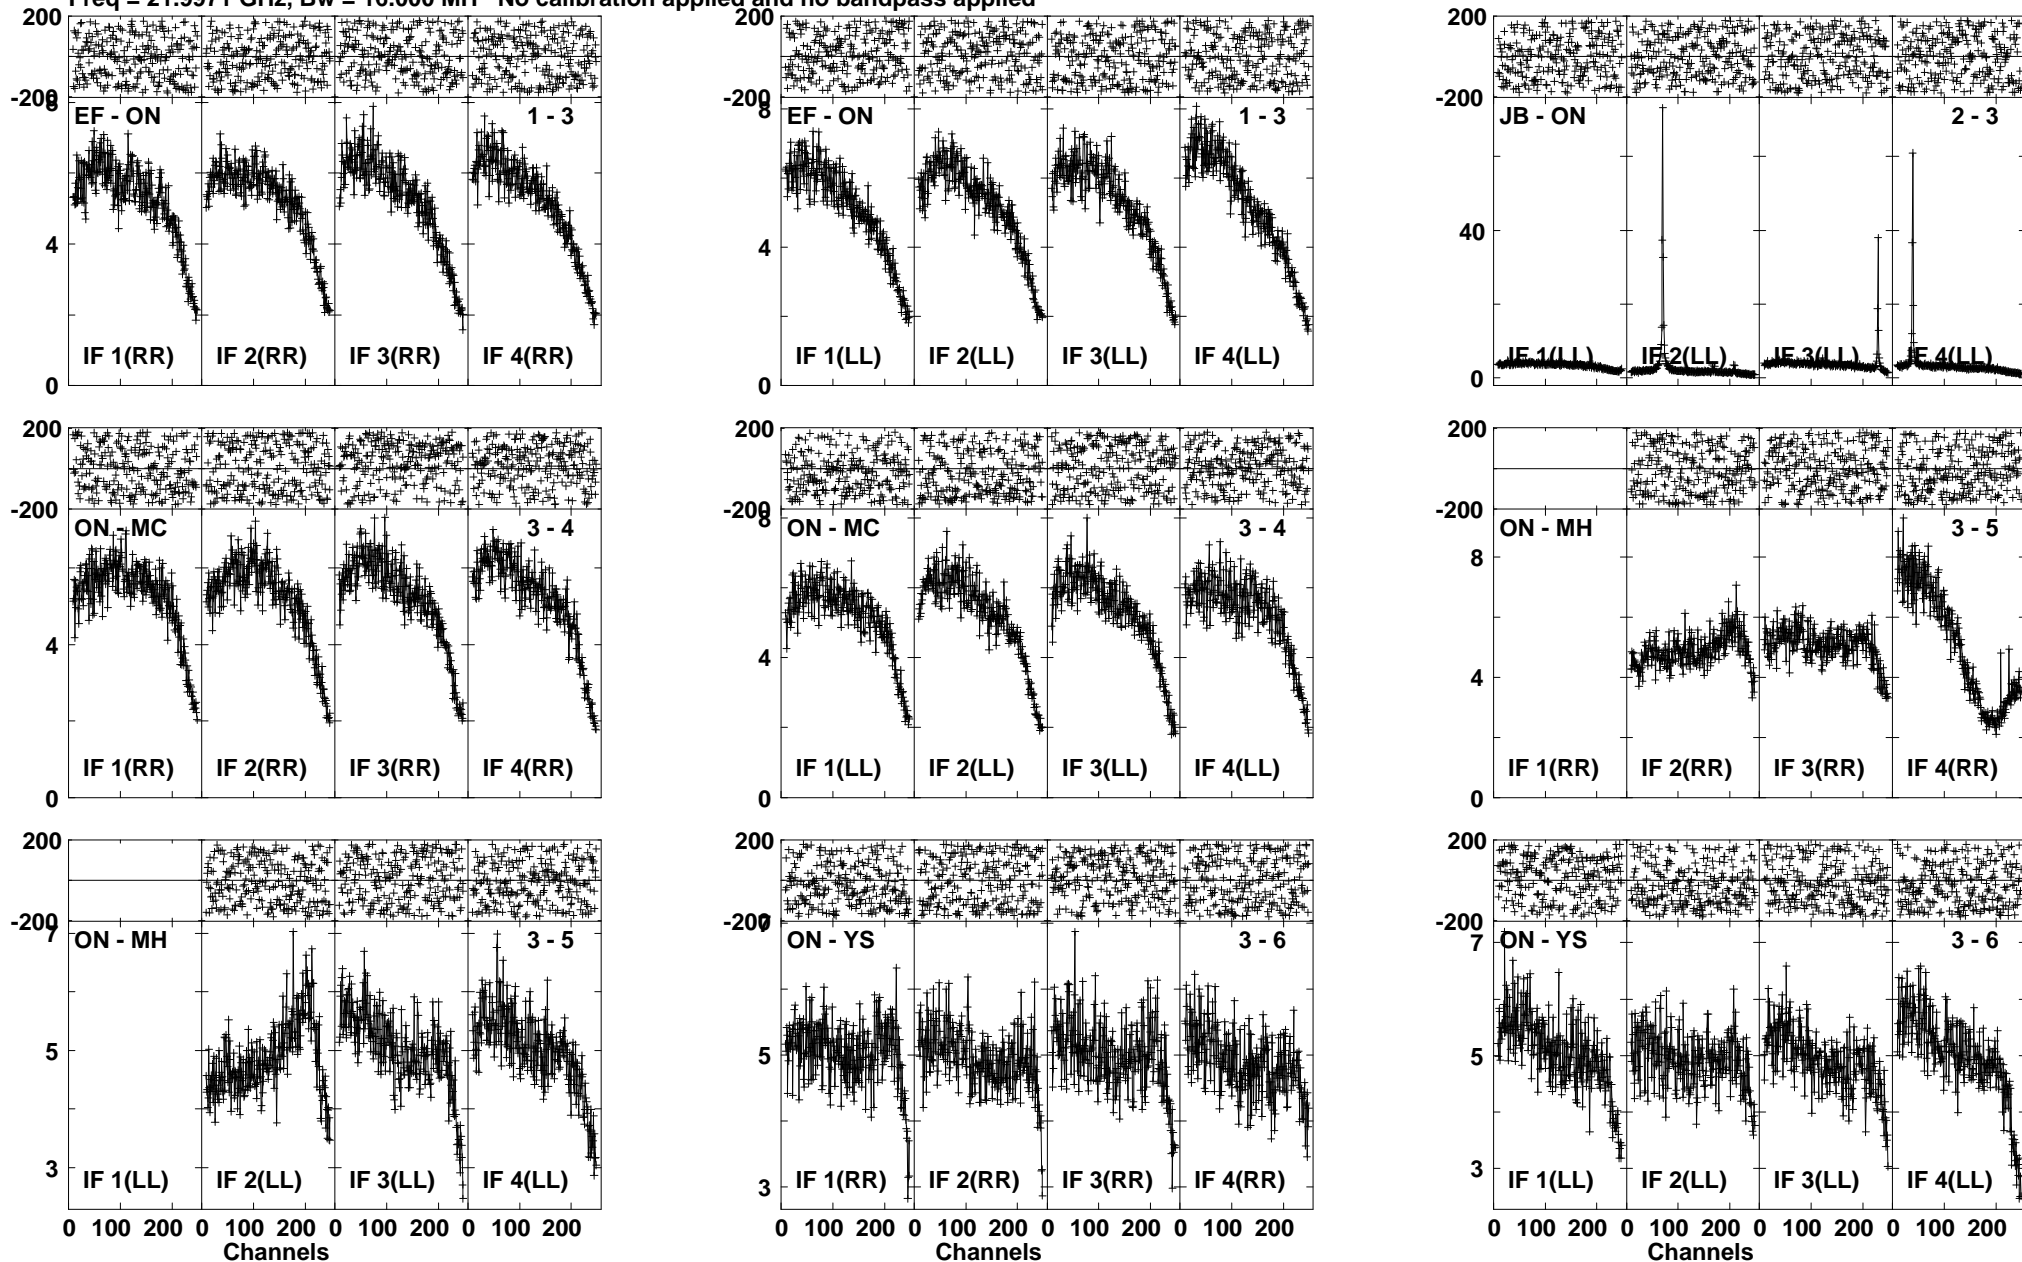 Freq = 21.9971 GHz, Bw = 16.000 MH No calibration applied and no bandpass applied
200 200 200
-200 -200 -200
8 8
EF - ON 1 - 3 EF - ON 1 - 3 JB - ON 2 - 3
40
4 4
IF 1(RR) IF 2(RR) IF 3(RR) IF 4(RR) IF 1(LL) IF 2(LL) IF 3(LL) IF 4(LL) IF 1(LL) IF 2(LL) IF 3(LL) IF 4(LL)
0 0 0
200 200 200
-200 -200 -200
8
ON - MC 3 - 4 ON - MC 3 - 4 ON - MH 3 - 5
8
4 4 4
IF 1(RR) IF 2(RR) IF 3(RR) IF 4(RR) IF 1(LL) IF 2(LL) IF 3(LL) IF 4(LL) IF 1(RR) IF 2(RR) IF 3(RR) IF 4(RR)
0 0 0
200 200 200
-200 -200 -200
7 7 7
ON - MH 3 - 5 ON - YS 3 - 6 ON - YS 3 - 6
5 5 5
3 3 3
IF 1(LL) IF 2(LL) IF 3(LL) IF 4(LL) IF 1(RR) IF 2(RR) IF 3(RR) IF 4(RR) IF 1(LL) IF 2(LL) IF 3(LL) IF 4(LL)
0 100 200 0 100 200 0 100 200 0 100 200 0 100 200 0 100 200 0 100 200 0 100 200 0 100 200 0 100 200 0 100 200 0 100 200
Channels Channels Channels